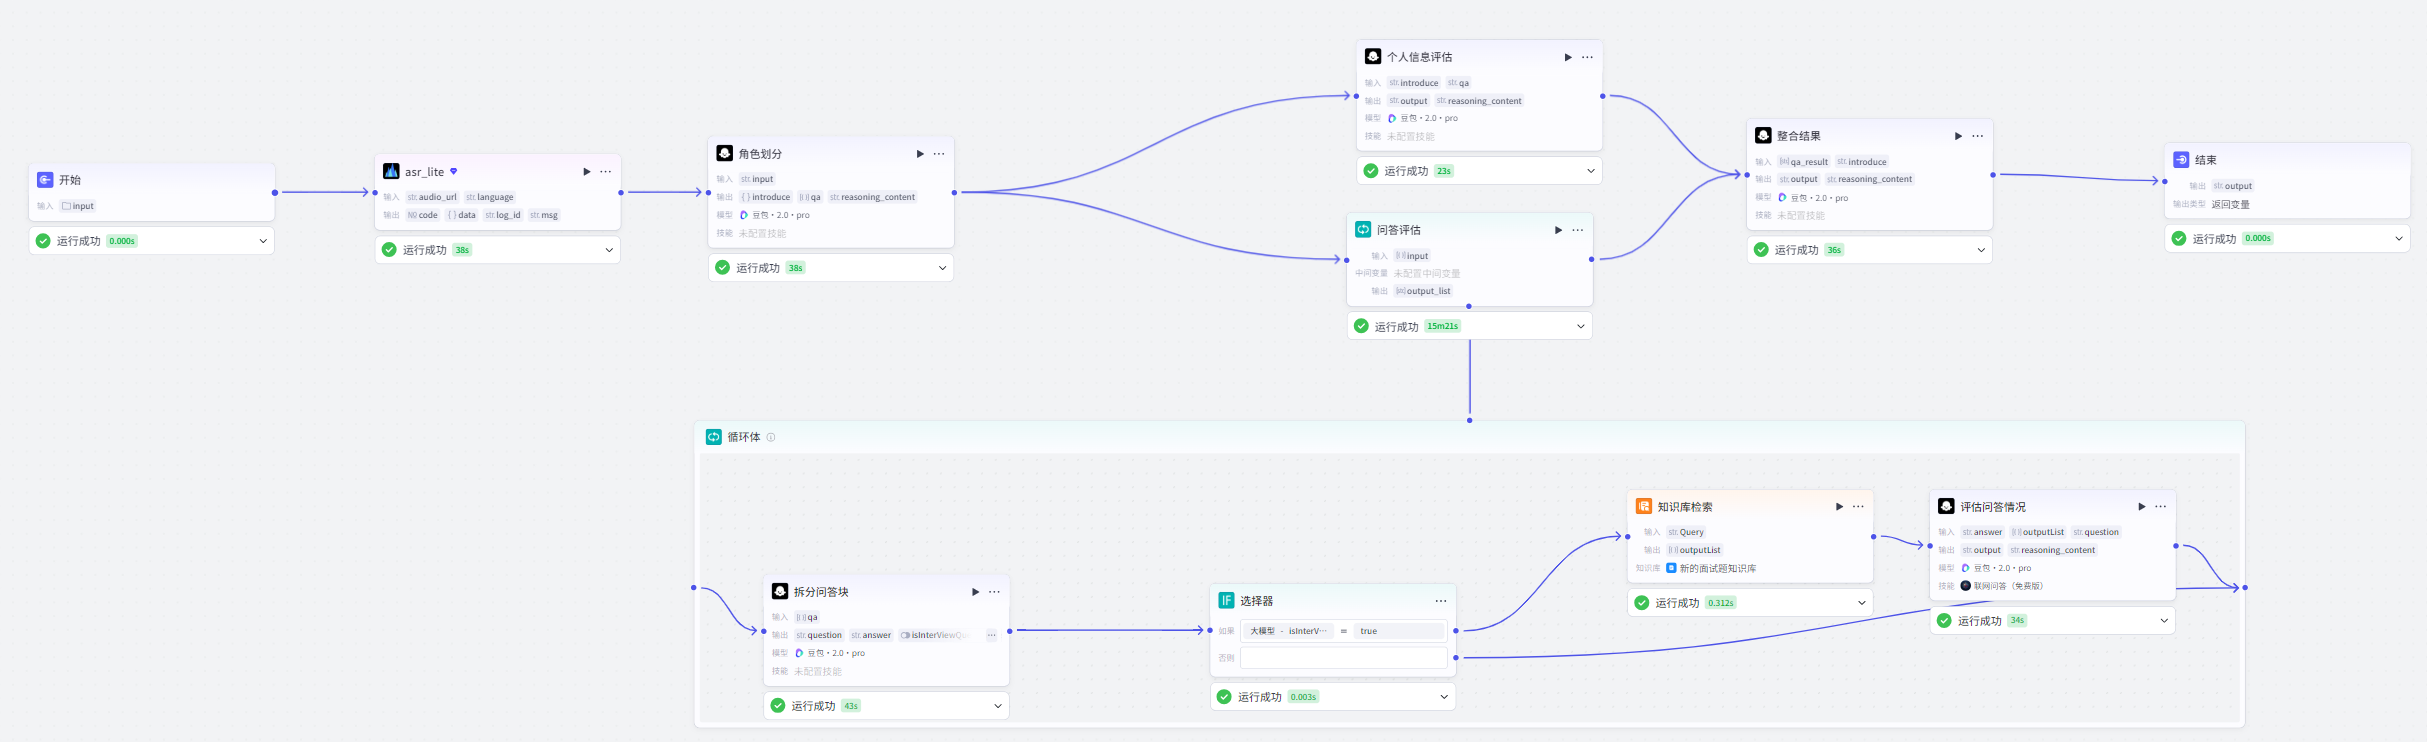 开始
输入 input
运行成功 0.000s
asr_lite
输入 str. audio_url str. language
输出 NO code { } data str. log_id str. msg
运行成功 38s
角色划分
输入 str. input
输出 { } introduce [{}] qa str. reasoning_content
模型 豆包・2.0・pro
技能 未配置技能
运行成功 38s
个人信息评估
输入 str. introduce str. qa
输出 str. output str. reasoning_content
模型 豆包・2.0・pro
技能 未配置技能
运行成功 23s
问答评估
输入 [{}] input
中间变量 未配置中间变量
输出 output_list
运行成功 15m21s
整合结果
输入 qa_result str. introduce
输出 str. output str. reasoning_content
模型 豆包・2.0・pro
技能 未配置技能
运行成功 36s
结束
输出 str. output
输出类型 返回变量
运行成功 0.000s
循环体
拆分问答块
输入 [{}] qa
输出 str. question str. answer isInterViewQu ...
模型 豆包・2.0・pro
技能 未配置技能
运行成功 43s
选择器
如果 大模型 - isInterV... = true
否则
运行成功 0.003s
知识库检索
输入 str. Query
输出 [{}] outputList
知识库 新的面试题知识库
运行成功 0.312s
评估问答情况
输入 str. answer [{}] outputList str. question
输出 str. output str. reasoning_content
模型 豆包・2.0・pro
技能 联网问答（免费版）
运行成功 34s